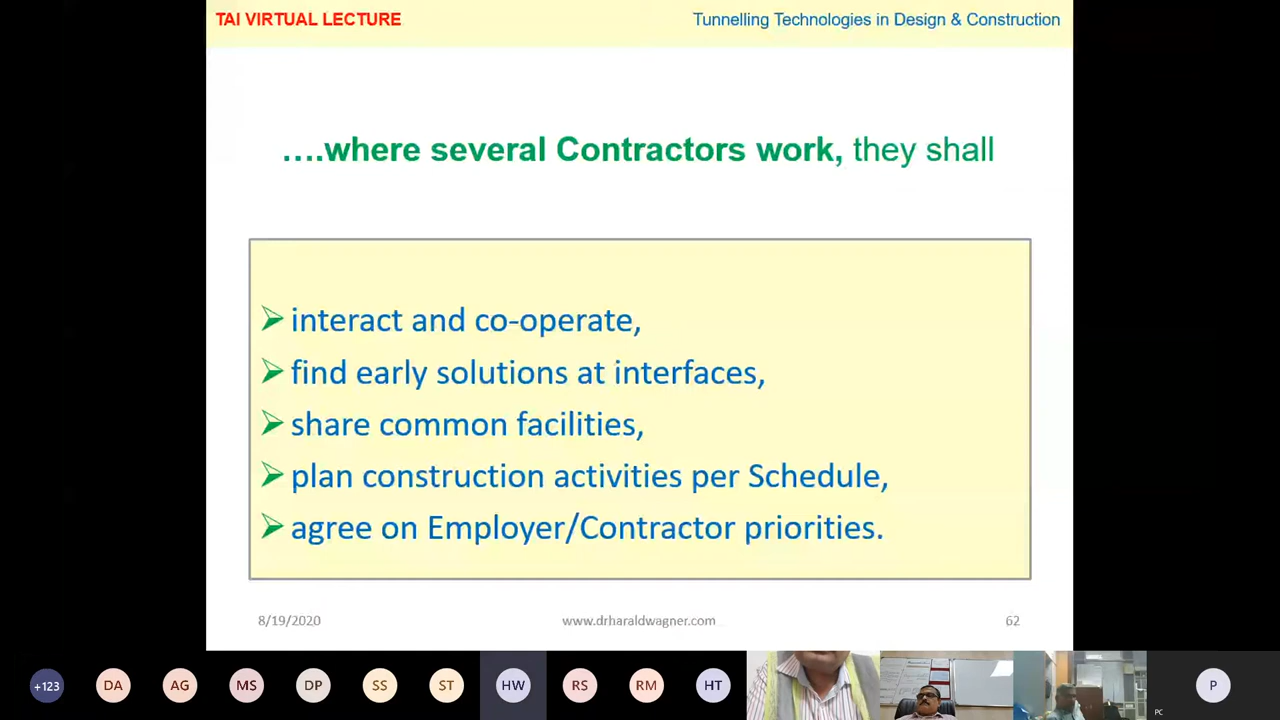 TAI VIRTUAL LECTURE
Tunnelling Technologies in Design & Construction
....where several Contractors work, they shall
➢ interact and co-operate,
➢ find early solutions at interfaces,
➢ share common facilities,
➢ plan construction activities per Schedule,
➢ agree on Employer/Contractor priorities.
8/19/2020
www.drharaldwagner.com
62
+123
DA
AG
MS
DP
SS
ST
HW
RS
RM
HT
PC
P